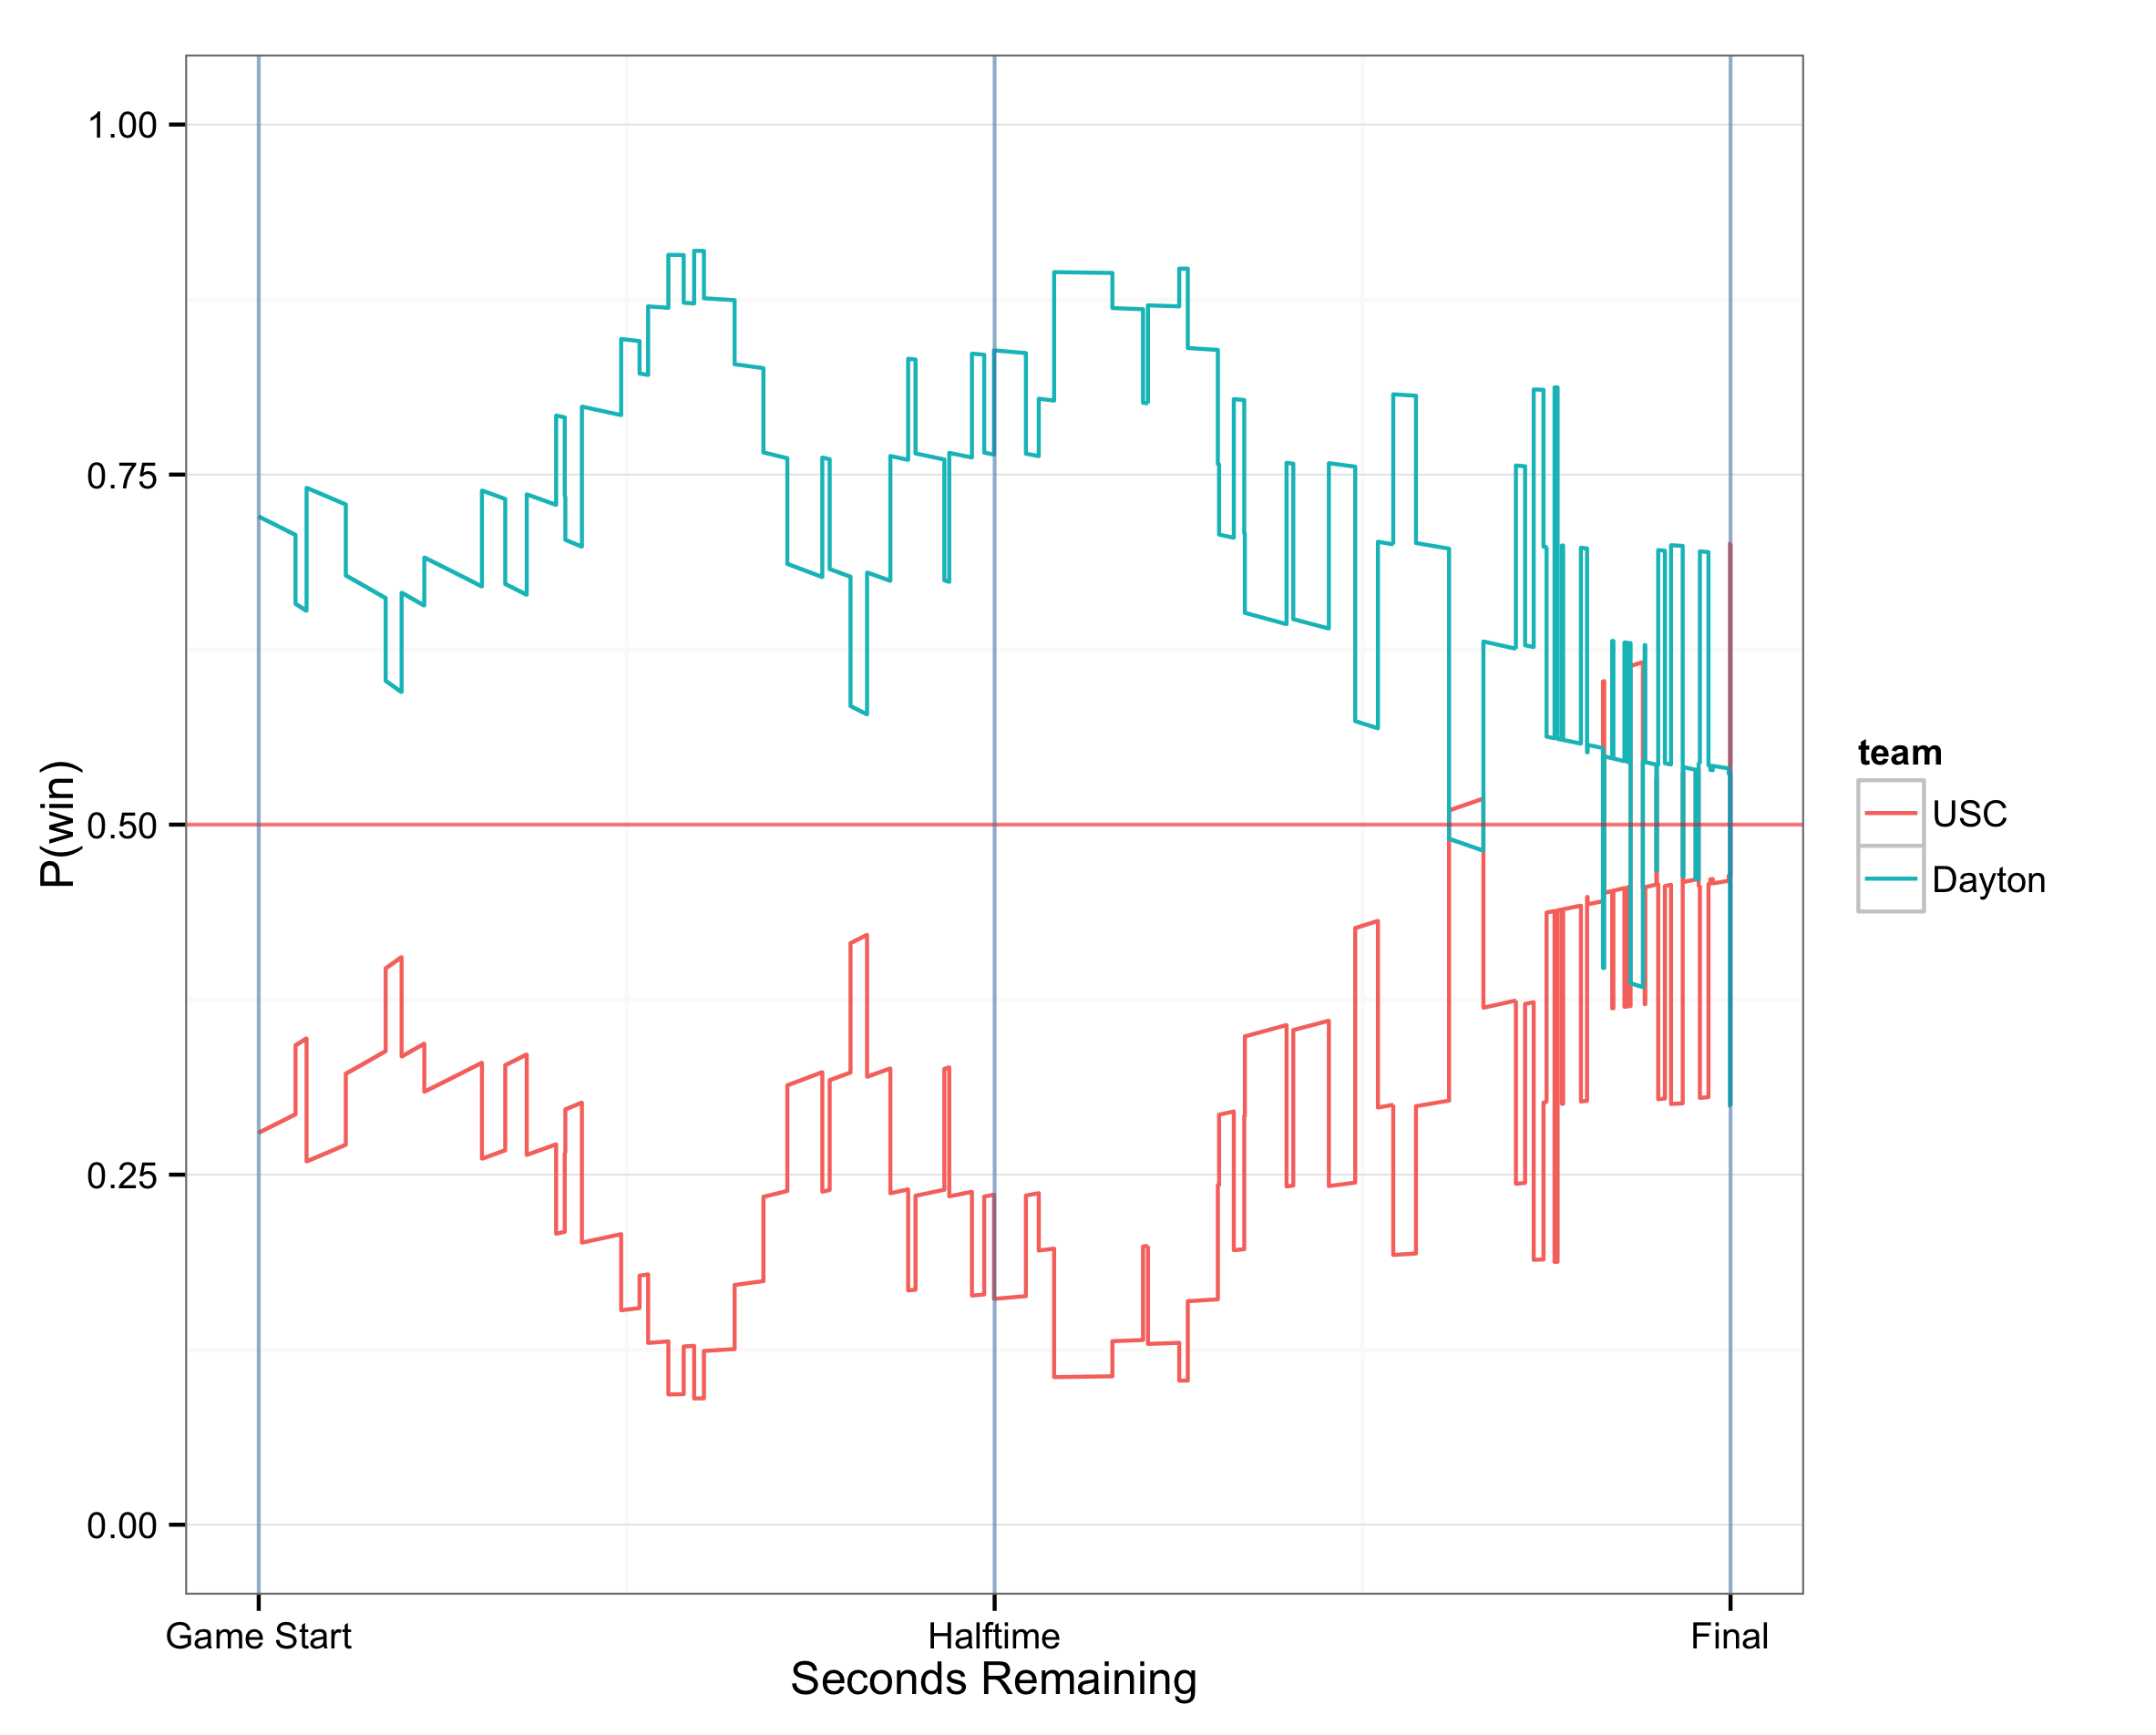 1.00
0.75
0.50
0.25
0.00
P(win)
Game Start
Halftime
Final
Seconds Remaining
team
USC
Dayton